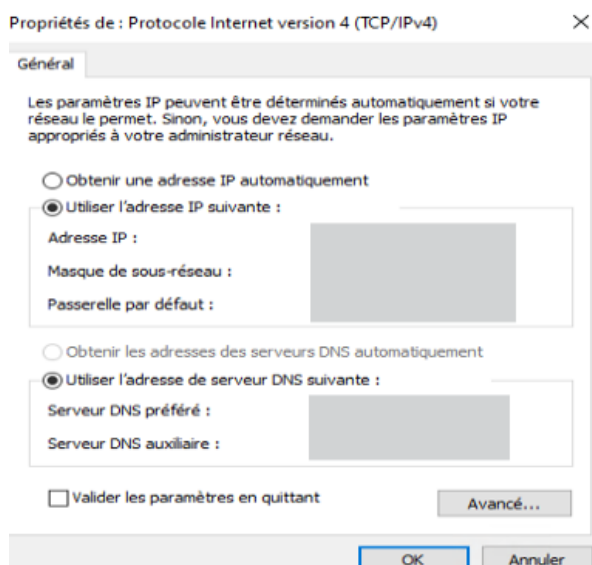 Propriétés de : Protocole Internet version 4 (TCP/IPv4)
Général
Les paramètres IP peuvent être déterminés automatiquement si votre
réseau le permet. Sinon, vous devez demander les paramètres IP
appropriés à votre administrateur réseau.
Obtenir une adresse IP automatiquement
Utiliser l'adresse IP suivante :
Adresse IP :
Masque de sous-réseau :
Passerelle par défaut :
Obtenir les adresses des serveurs DNS automatiquement
Utiliser l'adresse de serveur DNS suivante :
Serveur DNS préféré :
Serveur DNS auxiliaire :
Valider les paramètres en quittant
Avancé...
OK
Annuler